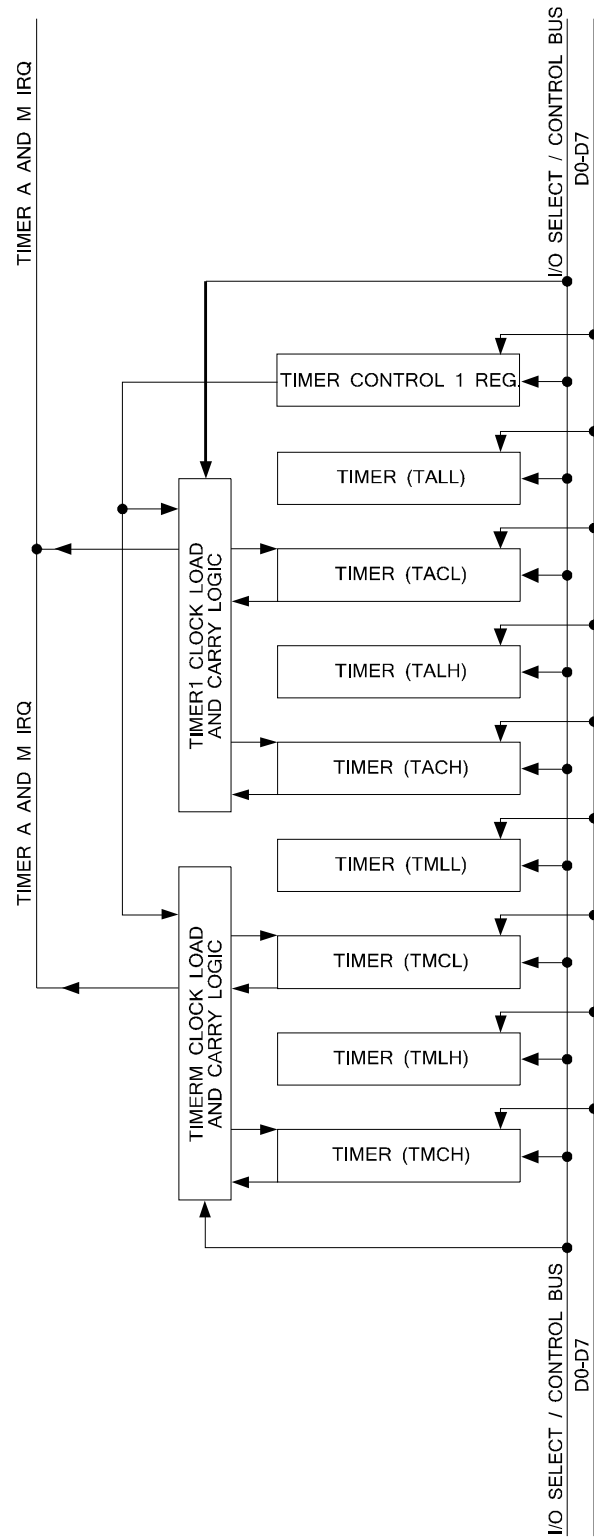 TIMER A AND M IRQ
I/O SELECT / CONTROL BUS
D0-D7
TIMER CONTROL 1 REG.
TIMER (TALL)
TIMER1 CLOCK LOAD
AND CARRY LOGIC
TIMER (TACL)
TIMER (TALH)
TIMER (TACH)
TIMER A AND M IRQ
TIMER (TMLL)
TIMERM CLOCK LOAD
AND CARRY LOGIC
TIMER (TMCL)
TIMER (TMLH)
TIMER (TMCH)
I/O SELECT / CONTROL BUS
D0-D7